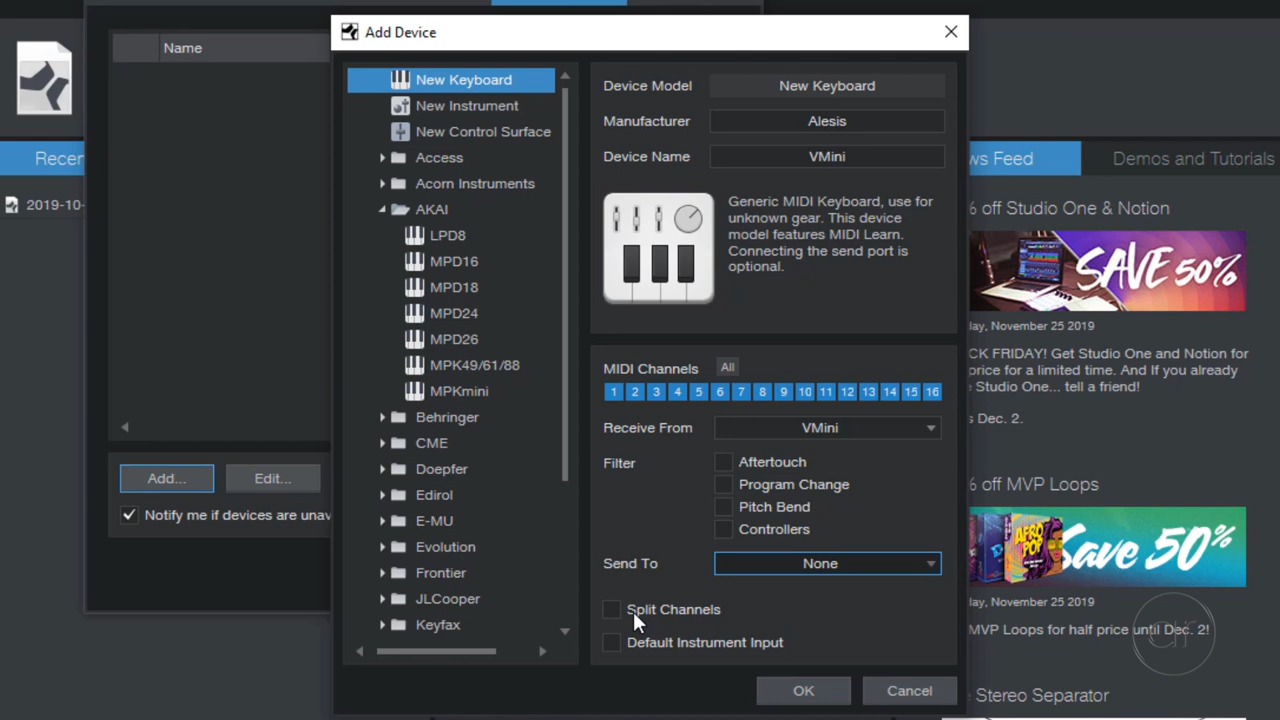 Add Device
Name
Recen
2019-10-
Add...
Edit...
Notify me if devices are unav
New Keyboard
New Instrument
New Control Surface
Access
Acorn Instruments
AKAI
LPD8
MPD16
MPD18
MPD24
MPD26
MPK49/61/88
MPKmini
Behringer
CME
Doepfer
Edirol
E-MU
Evolution
Frontier
JLCooper
Keyfax
Device Model New Keyboard
Manufacturer Alesis
Device Name VMini
Generic MIDI Keyboard, use for
unknown gear. This device
model features MIDI Learn.
Connecting the send port is
optional.
MIDI Channels All
1 2 3 4 5 6 7 8 9 10 11 12 13 14 15 16
Receive From VMini
Filter Aftertouch
Program Change
Pitch Bend
Controllers
Send To None
Split Channels
Default Instrument Input
OK Cancel
ws Feed Demos and Tutorials
% off Studio One & Notion
SAVE 50%
ay, November 25 2019
CK FRIDAY! Get Studio One and Notion for
price for a limited time. And If you already
e Studio One... tell a friend!
s Dec. 2.
% off MVP Loops
AFRO
POP
Save 50%
ay, November 25 2019
MVP Loops for half price until Dec. 2!
Stereo Separator